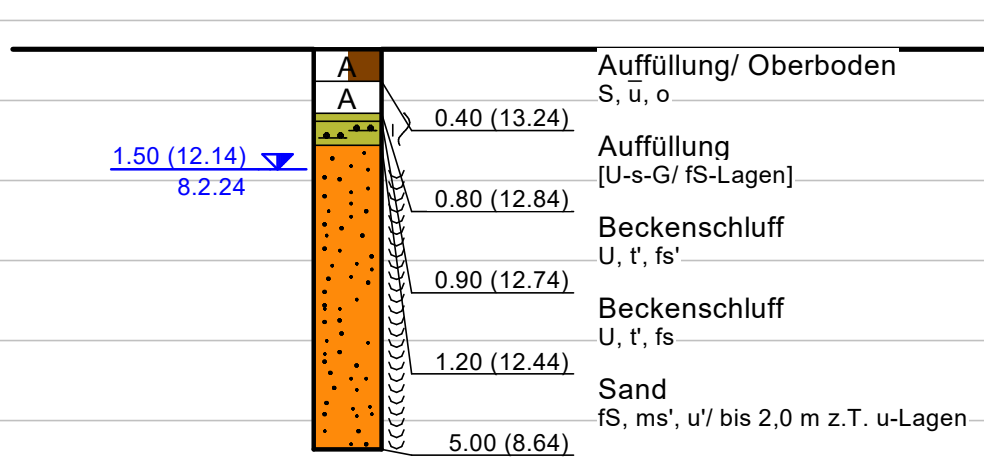 A
Auffüllung/ Oberboden
S, u̅, o
A
0.40 (13.24)
Auffüllung
[U-s-G/ fS-Lagen]
1.50 (12.14)
8.2.24
0.80 (12.84)
Beckenschluff
U, t', fs'
0.90 (12.74)
Beckenschluff
U, t', fs
1.20 (12.44)
Sand
fS, ms', u'/ bis 2,0 m z.T. u-Lagen
5.00 (8.64)